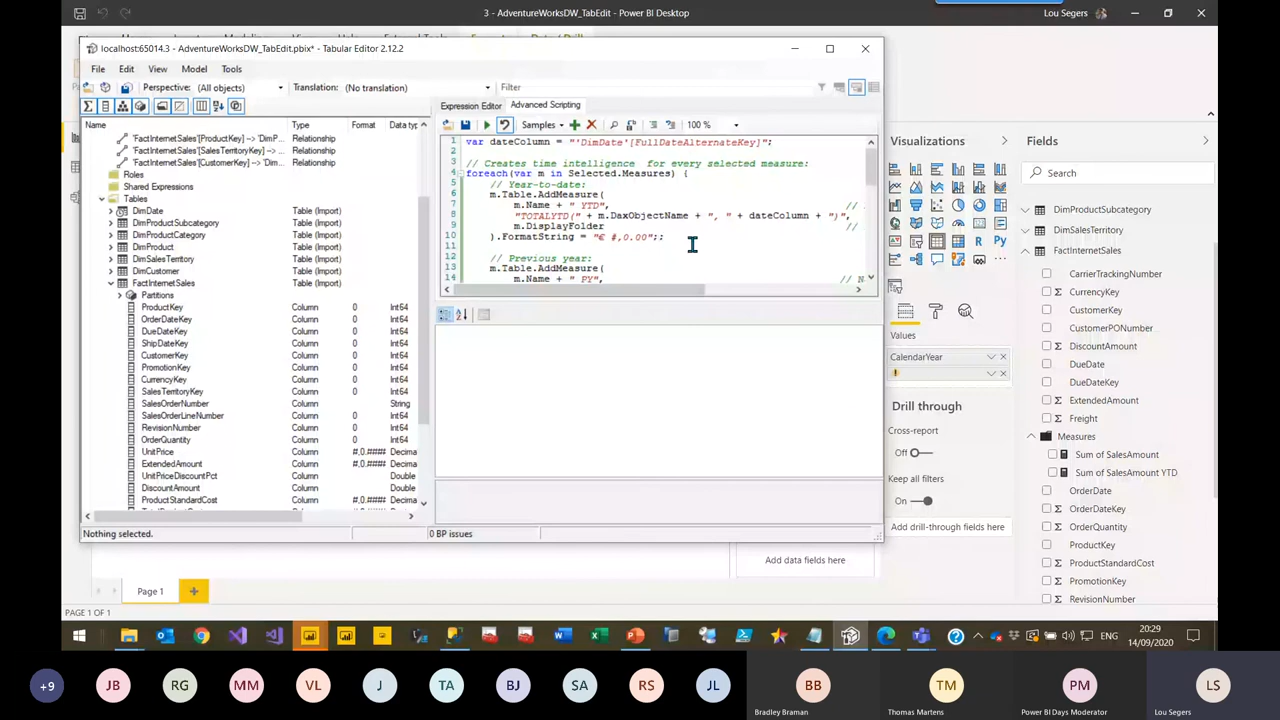 3 - AdventureWorksDW_TabEdit - Power BI Desktop
Lou Segers
localhost:65014.3 - AdventureWorksDW_TabEdit.pbix* - Tabular Editor 2.12.2
File Edit View Model Tools
Perspective: (All objects) Translation: (No translation) Filter
Name Type Format Data typ
'FactInternetSales'[ProductKey] -> 'DimP... Relationship
'FactInternetSales'[SalesTerritoryKey] -> ... Relationship
'FactInternetSales'[CustomerKey] -> 'Dim... Relationship
Roles
Shared Expressions
Tables
DimDate Table (Import)
DimProductSubcategory Table (Import)
DimProduct Table (Import)
DimProductCategory Table (Import)
DimSalesTerritory Table (Import)
DimCustomer Table (Import)
FactInternetSales Table (Import)
Partitions
ProductKey Column 0 Int64
OrderDateKey Column 0 Int64
DueDateKey Column 0 Int64
ShipDateKey Column 0 Int64
CustomerKey Column 0 Int64
PromotionKey Column 0 Int64
CurrencyKey Column 0 Int64
SalesTerritoryKey Column 0 Int64
SalesOrderNumber Column String
SalesOrderLineNumber Column Int64
RevisionNumber Column Int64
OrderQuantity Column Int64
UnitPrice Column #,0.#### Decima
ExtendedAmount Column #,0.#### Decima
UnitPriceDiscountPct Column Double
DiscountAmount Column Double
ProductStandardCost Column #,0.#### Decima
Nothing selected. 0 BP issues
Expression Editor Advanced Scripting
Samples 100 %
1 var dateColumn = "'DimDate'[FullDateAlternateKey]";
2
3 // Creates time intelligence for every selected measure:
4 foreach(var m in Selected.Measures) {
5 // Year-to-date:
6 m.Table.AddMeasure(
7 m.Name + " YTD", //
8 "TOTALYTD(" + m.DaxObjectName + ", " + dateColumn + ")",
9 m.DisplayFolder //
10 ).FormatString = "€ #,0.00";;
11
12 // Previous year:
13 m.Table.AddMeasure(
14 m.Name + " PY", // N
Visualizations
Values
CalendarYear
Drill through
Cross-report
Off
Keep all filters
On
Add drill-through fields here
Fields
Search
DimProductSubcategory
DimSalesTerritory
FactInternetSales
CarrierTrackingNumber
CurrencyKey
CustomerKey
CustomerPONumber
DiscountAmount
DueDate
DueDateKey
ExtendedAmount
Freight
Measures
Sum of SalesAmount
Sum of SalesAmount YTD
OrderDate
OrderDateKey
OrderQuantity
ProductKey
ProductStandardCost
PromotionKey
RevisionNumber
Add data fields here
Page 1
PAGE 1 OF 1
ENG
20:29
14/09/2020
+9 JB RG MM VL J TA BJ SA RS JL BB TM PM LS
Bradley Braman Thomas Martens Power BI Days Moderator Lou Segers